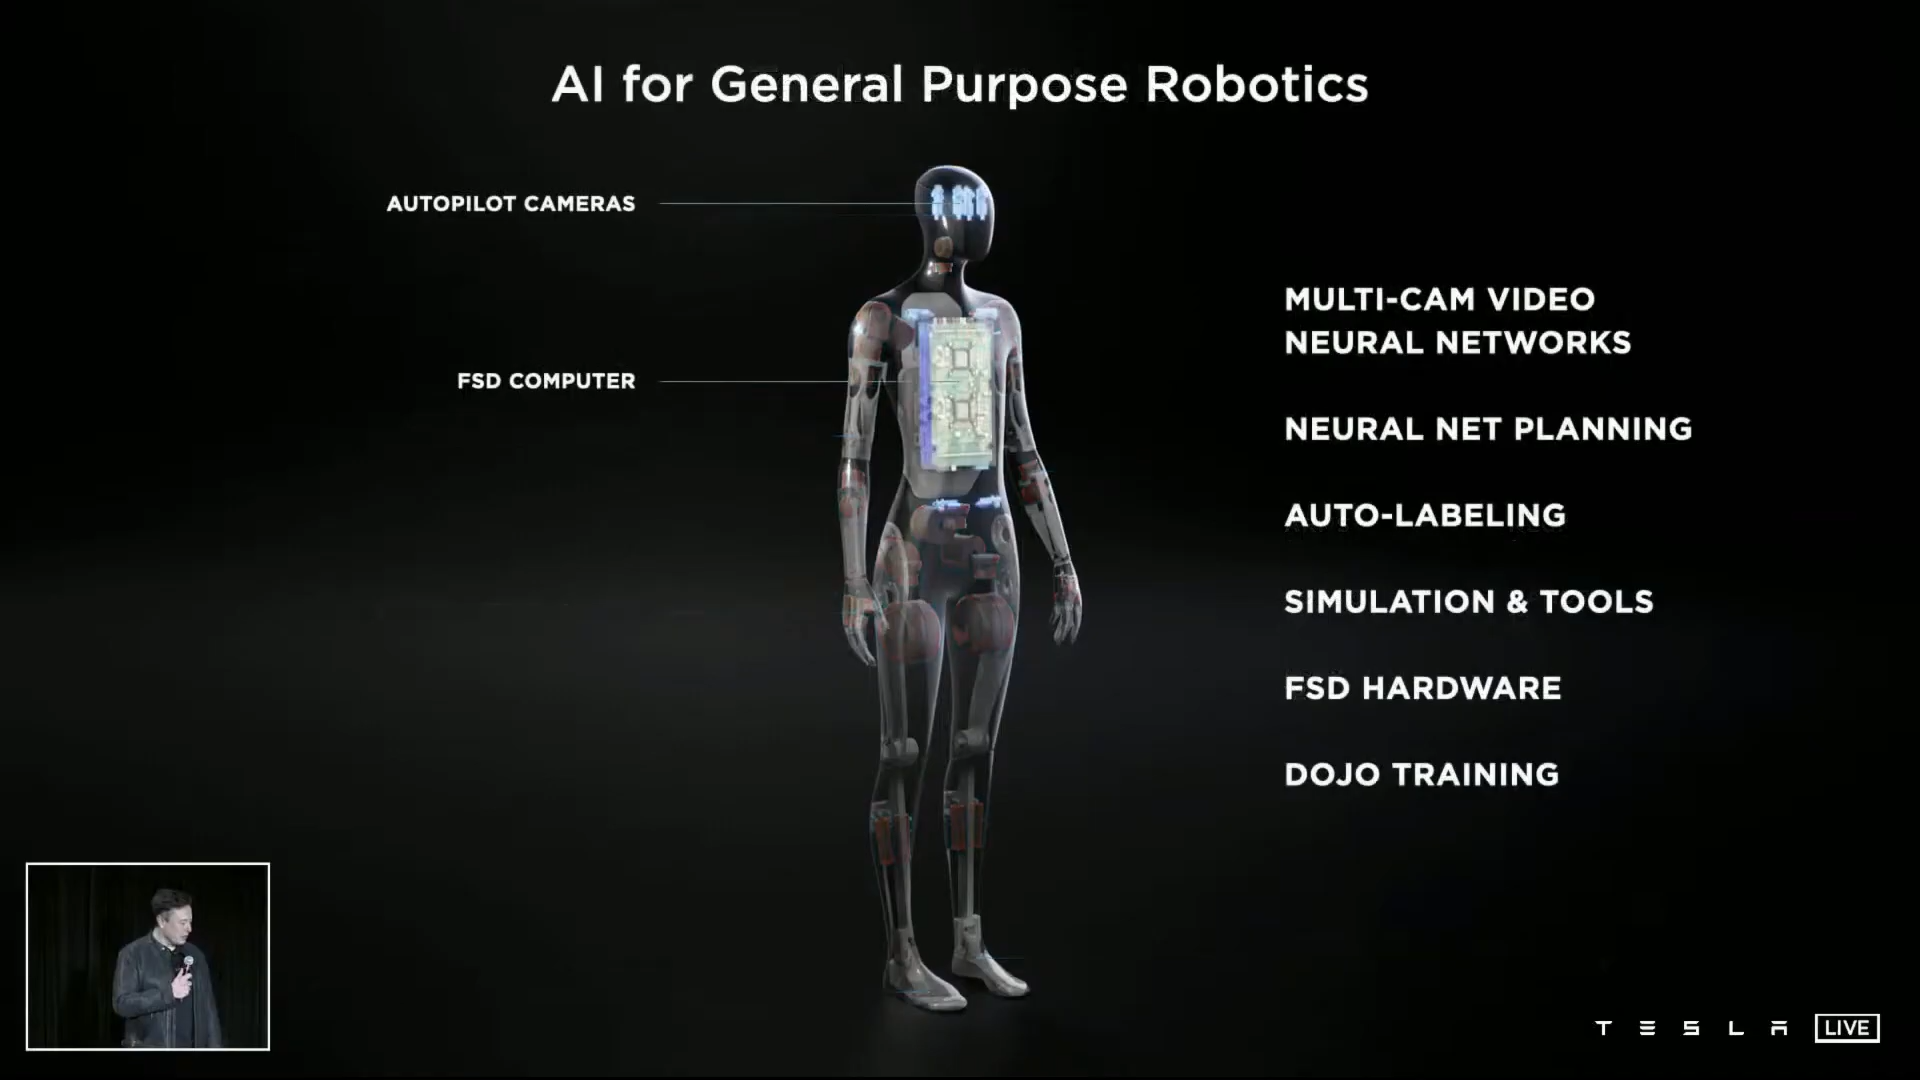 AI for General Purpose Robotics
AUTOPILOT CAMERAS
FSD COMPUTER
MULTI-CAM VIDEO
NEURAL NETWORKS
NEURAL NET PLANNING
AUTO-LABELING
SIMULATION & TOOLS
FSD HARDWARE
DOJO TRAINING
TESLA LIVE